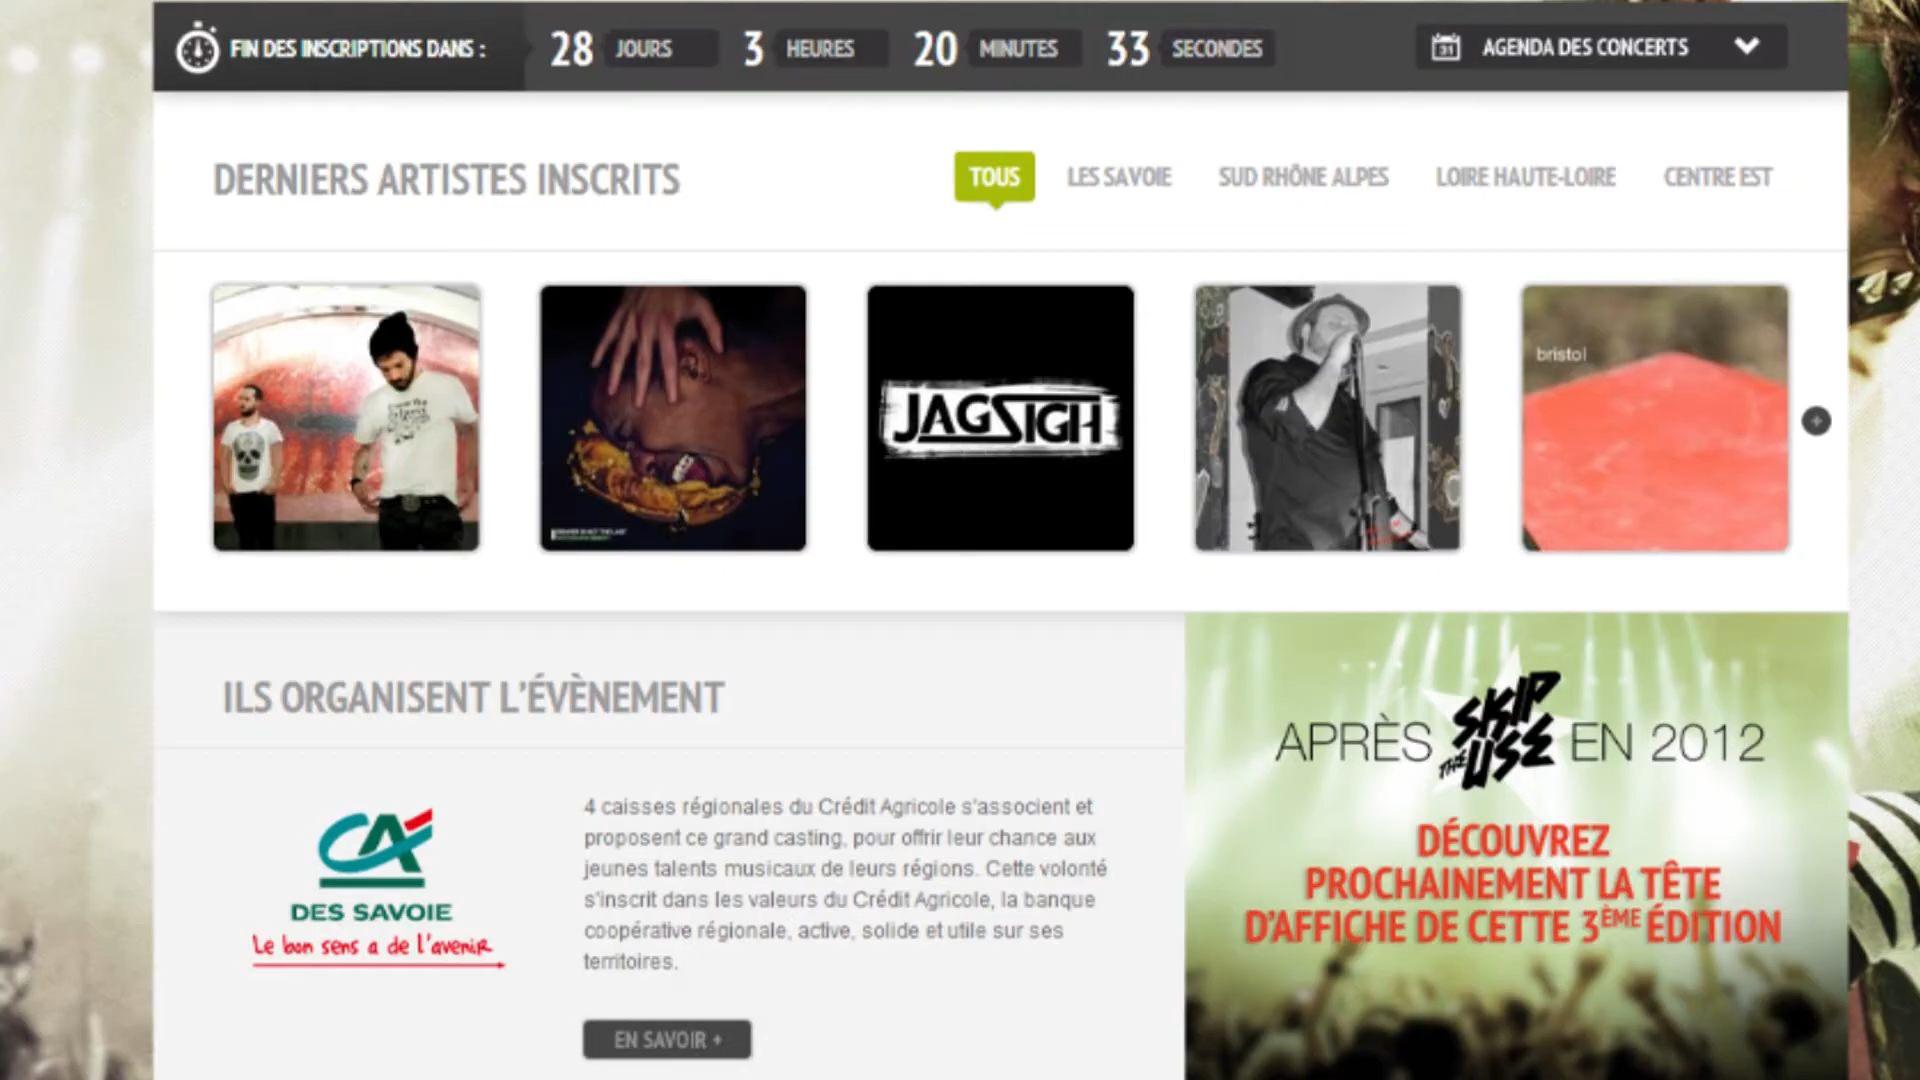 FIN DES INSCRIPTIONS DANS : 28 JOURS 3 HEURES 20 MINUTES 33 SECONDES
31 AGENDA DES CONCERTS
DERNIERS ARTISTES INSCRITS
TOUS LES SAVOIE SUD RHÔNE ALPES LOIRE HAUTE-LOIRE CENTRE EST
JAGSIGH
bristol
ILS ORGANISENT L'ÉVÈNEMENT
CA
DES SAVOIE
Le bon sens a de l'avenir
4 caisses régionales du Crédit Agricole s'associent et
proposent ce grand casting, pour offrir leur chance aux
jeunes talents musicaux de leurs régions. Cette volonté
s'inscrit dans les valeurs du Crédit Agricole, la banque
coopérative régionale, active, solide et utile sur ses
territoires.
EN SAVOIR +
APRÈS SKIP THE USE EN 2012
DÉCOUVREZ
PROCHAINEMENT LA TÊTE
D'AFFICHE DE CETTE 3ÈME ÉDITION